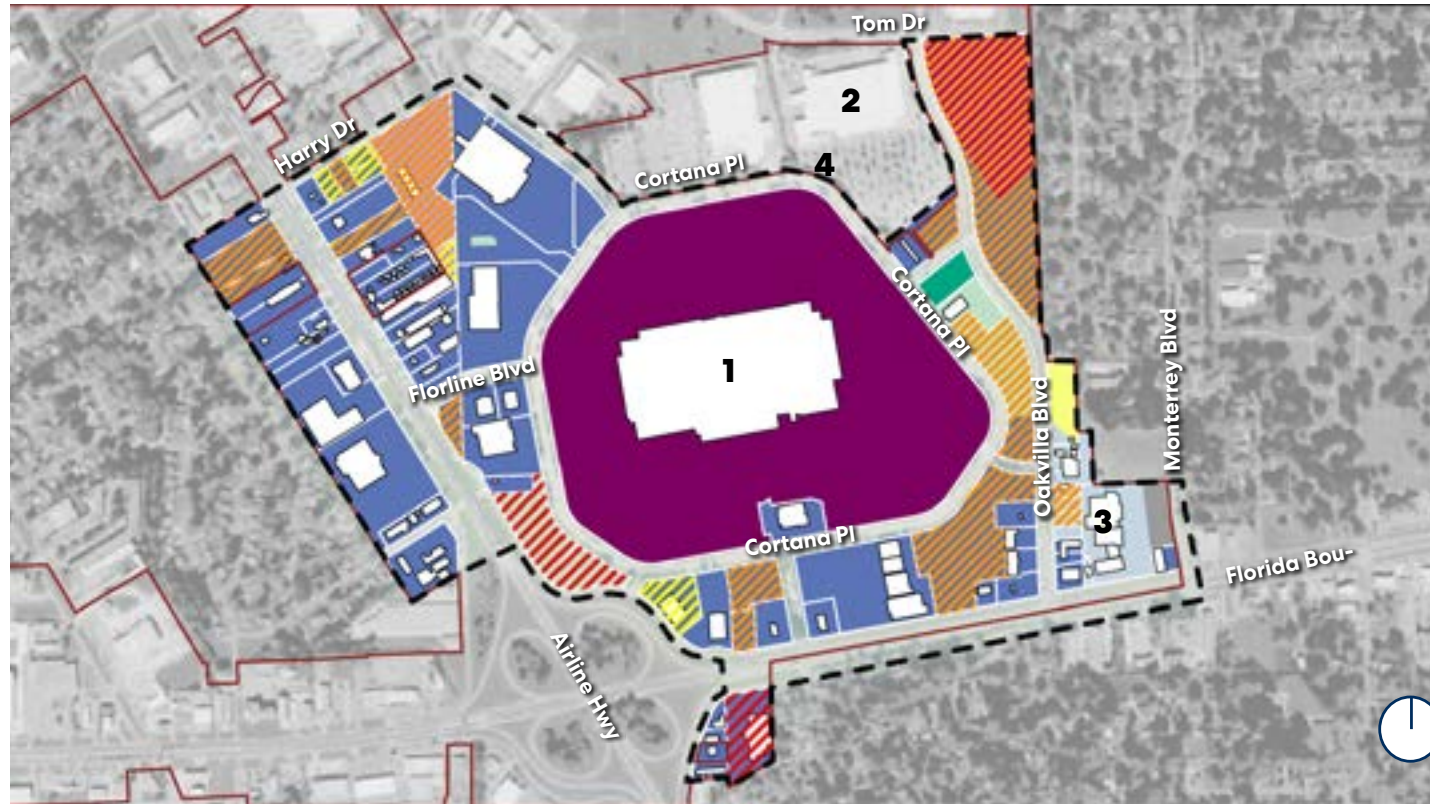 Tom Dr
2
Harry Dr
4
Cortana Pl
Cortana Pl
Monterrey Blvd
1
Florline Blvd
Oakvilla Blvd
3
Cortana Pl
Florida Bou-
Airline Hwy